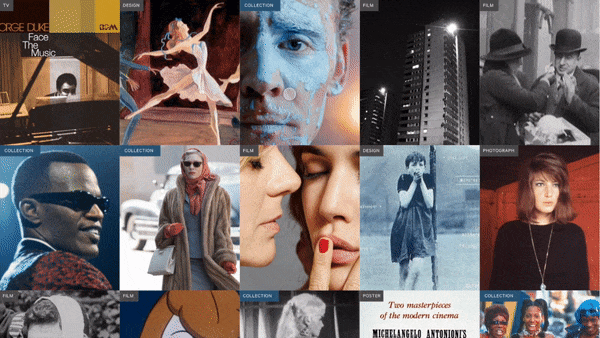 TV
DESIGN
COLLECTION
FILM
FILM
ORGE DUKE
Face
The
Music
COLLECTION
COLLECTION
FILM
DESIGN
PHOTOGRAPH
FILM
FILM
COLLECTION
POSTER
COLLECTION
Two masterpieces
of the modern cinema
MICHELANGELO ANTONIONI'S